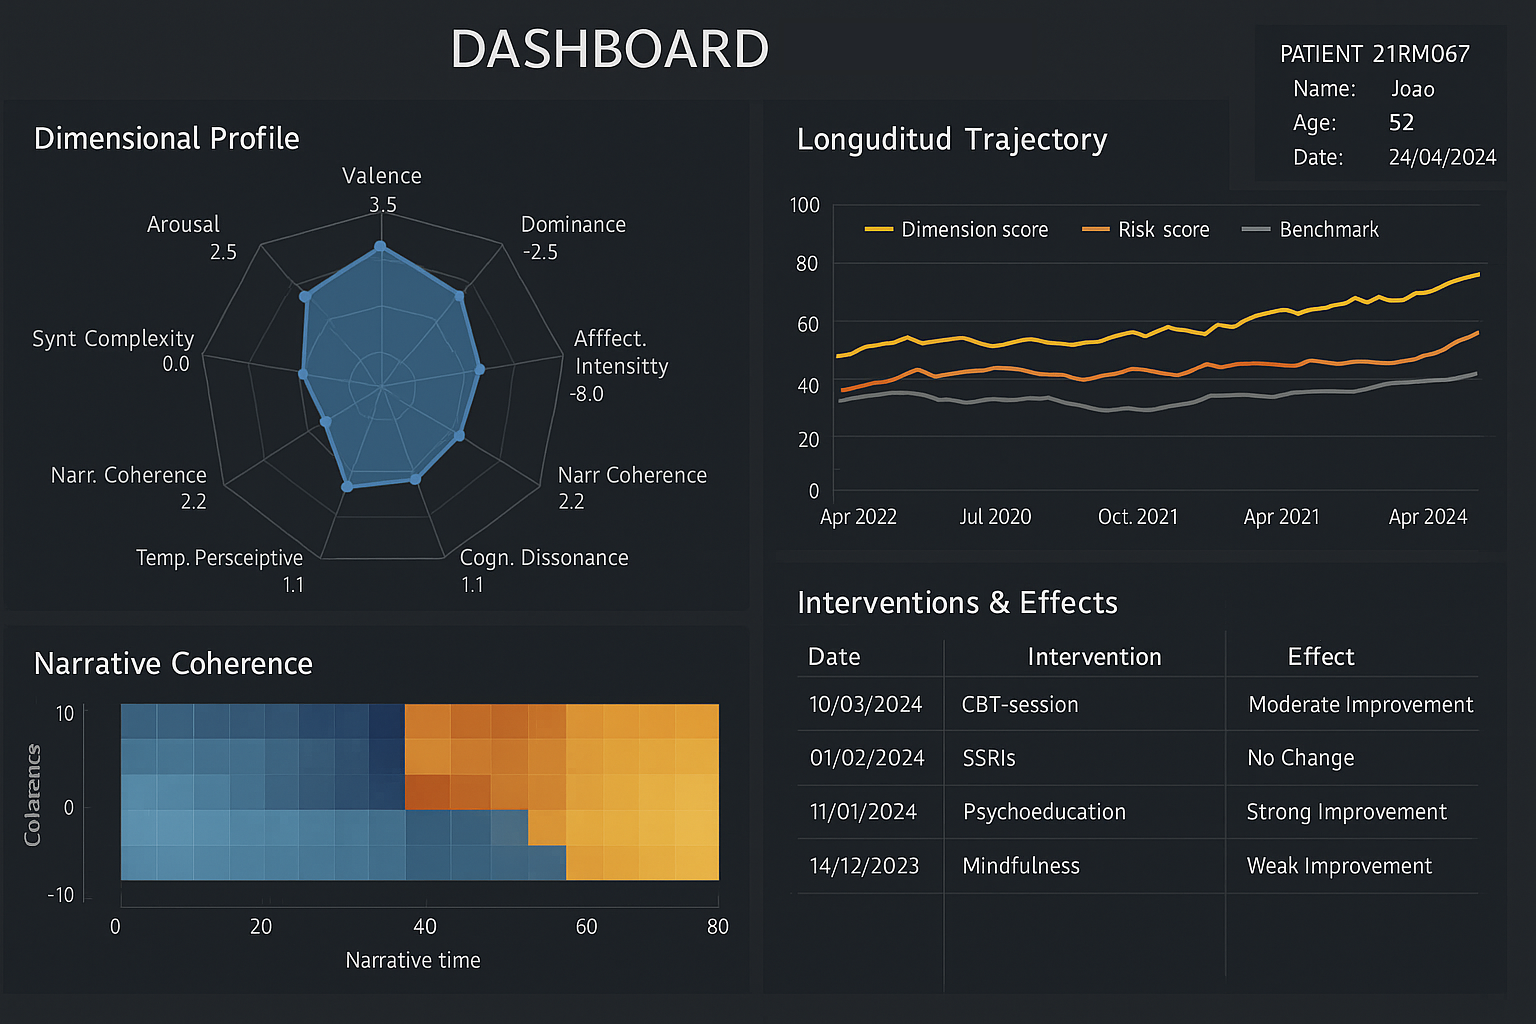 DASHBOARD
PATIENT 21RM067
Name: Joao
Age: 52
Date: 24/04/2024
Dimensional Profile
Valence
3.5
Arousal
2.5
Dominance
-2.5
Synt Complexity
0.0
Afffect.
Intensitty
-8.0
Narr. Coherence
2.2
Narr Coherence
2.2
Temp. Persceiptive
1.1
Cogn. Dissonance
1.1
Longuditud Trajectory
Dimension score Risk score Benchmark
100
80
60
40
20
0
Apr 2022 Jul 2020 Oct. 2021 Apr 2021 Apr 2024
Narrative Coherence
Colarencs
10
0
-10
0 20 40 60 80
Narrative time
Interventions & Effects
Date Intervention Effect
10/03/2024 CBT-session Moderate Improvement
01/02/2024 SSRIs No Change
11/01/2024 Psychoeducation Strong Improvement
14/12/2023 Mindfulness Weak Improvement